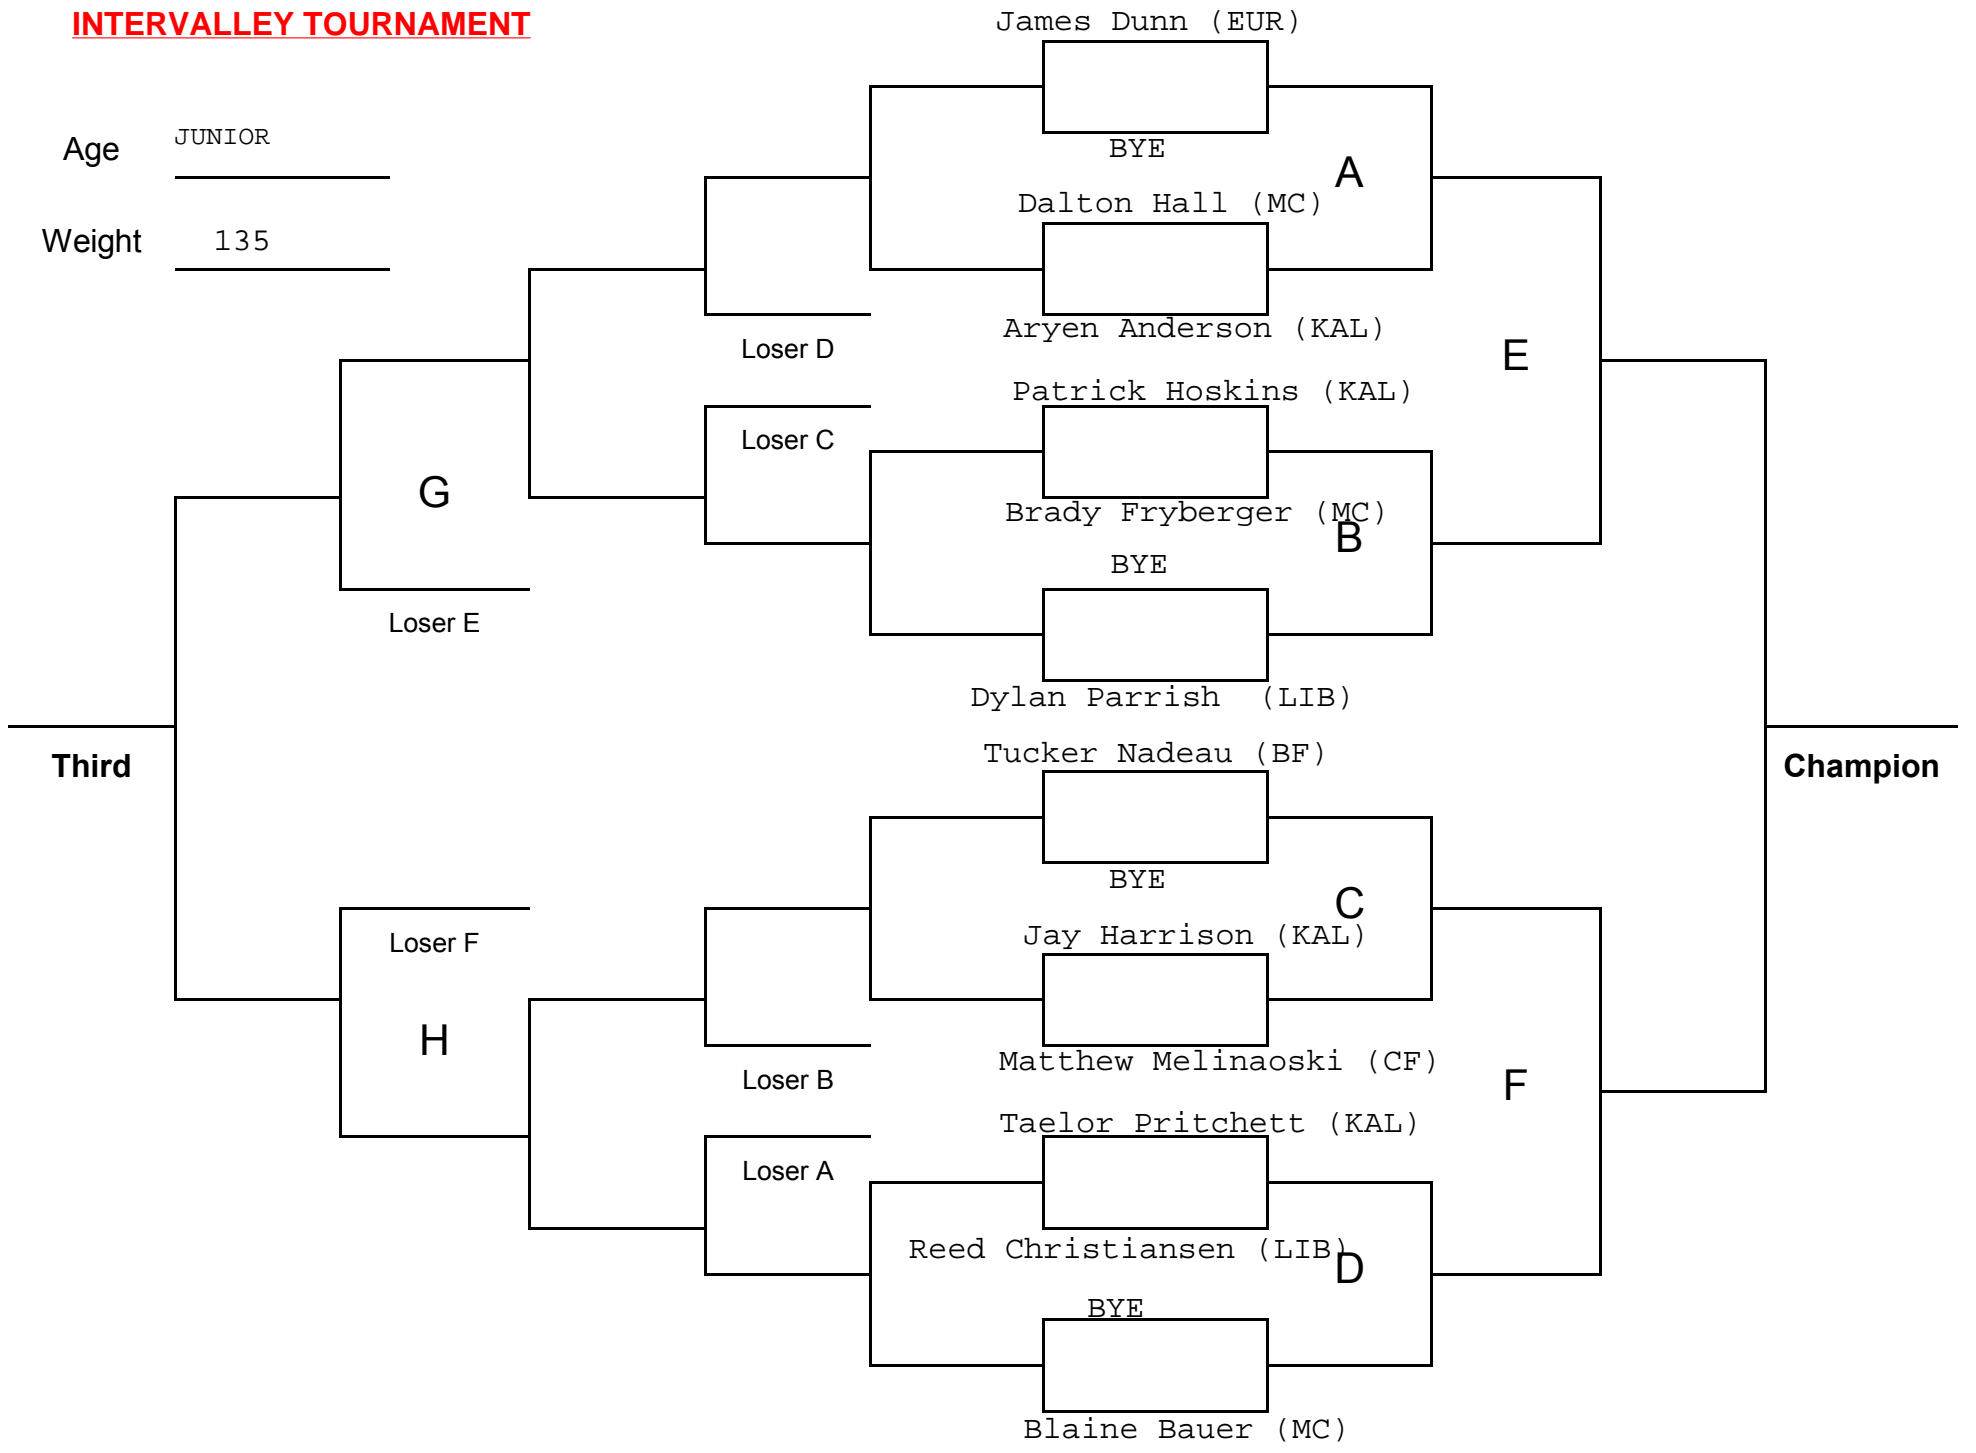 INTERVALLEY TOURNAMENT
James Dunn (EUR)
Age JUNIOR
BYE
A
Dalton Hall (MC)
Weight 135
Aryen Anderson (KAL)
Loser D
E
Patrick Hoskins (KAL)
Loser C
G
Brady Fryberger (MC)
B
BYE
Loser E
Dylan Parrish (LIB)
Tucker Nadeau (BF)
Third
Champion
BYE
C
Jay Harrison (KAL)
Loser F
H
Matthew Melinaoski (CF)
Loser B
F
Taelor Pritchett (KAL)
Loser A
Reed Christiansen (LIB)
D
BYE
Blaine Bauer (MC)